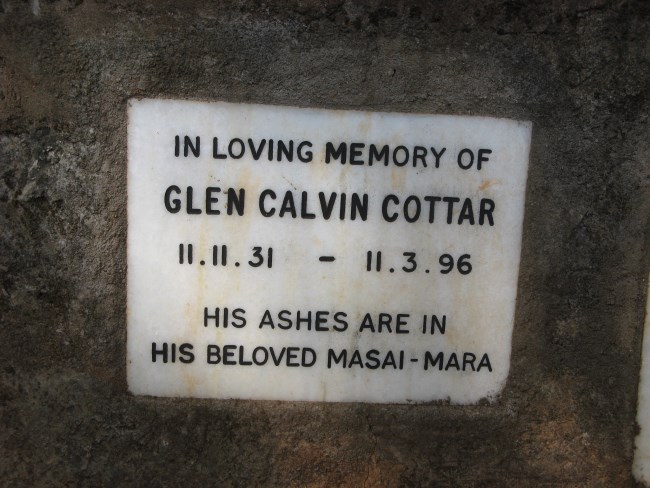 IN LOVING MEMORY OF
GLEN CALVIN COTTAR
11.11.31 - 11.3.96
HIS ASHES ARE IN
HIS BELOVED MASAI-MARA